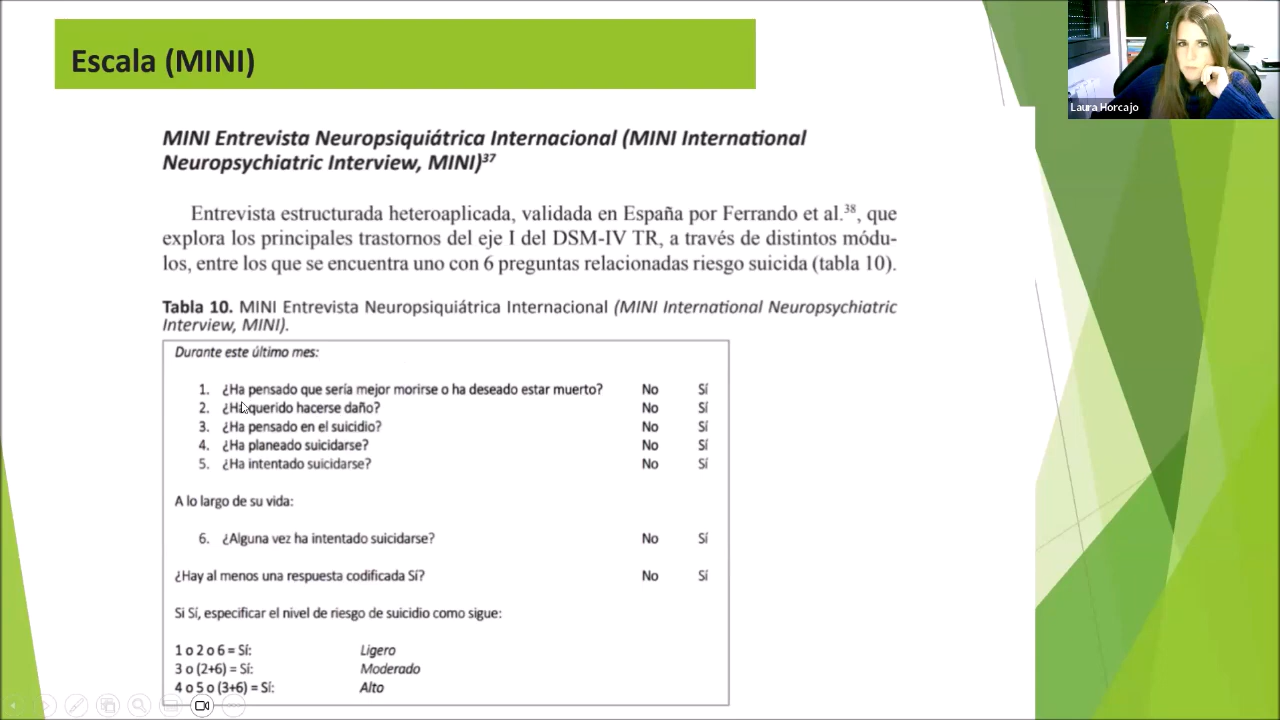 Escala (MINI)
Laura Horcajo
MINI Entrevista Neuropsiquiátrica Internacional (MINI International
Neuropsychiatric Interview, MINI)³⁷
Entrevista estructurada heteroaplicada, validada en España por Ferrando et al.³⁸, que
explora los principales trastornos del eje I del DSM-IV TR, a través de distintos módu-
los, entre los que se encuentra uno con 6 preguntas relacionadas riesgo suicida (tabla 10).
Tabla 10. MINI Entrevista Neuropsiquiátrica Internacional (MINI International Neuropsychiatric
Interview, MINI).
Durante este último mes:
1. ¿Ha pensado que sería mejor morirse o ha deseado estar muerto? No Sí
2. ¿Ha querido hacerse daño? No Sí
3. ¿Ha pensado en el suicidio? No Sí
4. ¿Ha planeado suicidarse? No Sí
5. ¿Ha intentado suicidarse? No Sí
A lo largo de su vida:
6. ¿Alguna vez ha intentado suicidarse? No Sí
¿Hay al menos una respuesta codificada Sí? No Sí
Si Sí, especificar el nivel de riesgo de suicidio como sigue:
1 o 2 o 6 = Sí: Ligero
3 o (2+6) = Sí: Moderado
4 o 5 o (3+6) = Sí: Alto